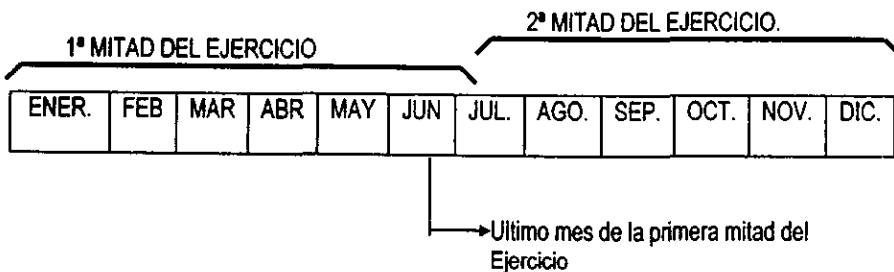 2ª MITAD DEL EJERCICIO.
1ª MITAD DEL EJERCICIO
ENER. FEB MAR ABR MAY JUN JUL. AGO. SEP. OCT. NOV. DIC.
Ultimo mes de la primera mitad del
Ejercicio